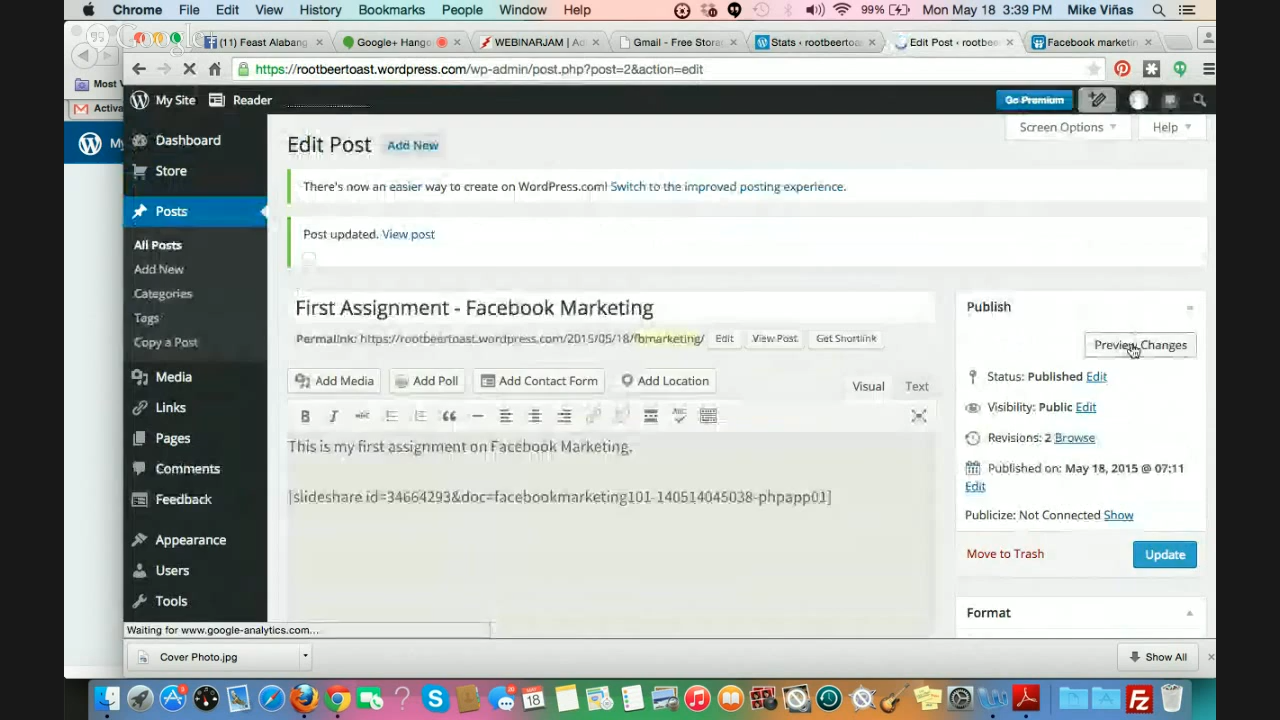 Chrome File Edit View History Bookmarks People Window Help 99% Mon May 18 3:39 PM Mike Viñas
Google
(11) Feast Alabang Google+ Hango WEBINARJAM | Ad Gmail - Free Stora Stats ‹ rootbeertoa Edit Post ‹ rootbee Facebook marketin
https://rootbeertoast.wordpress.com/wp-admin/post.php?post=2&action=edit
Most V
Activa
My Site Reader Go Premium
My
Screen Options Help
Dashboard
Store
Posts
All Posts
Add New
Categories
Tags
Copy a Post
Media
Links
Pages
Comments
Feedback
Appearance
Users
Tools
Edit Post Add New
There's now an easier way to create on WordPress.com! Switch to the improved posting experience.
Post updated. View post
First Assignment - Facebook Marketing
Permalink: https://rootbeertoast.wordpress.com/2015/05/18/fbmarketing/ Edit View Post Get Shortlink
Add Media Add Poll Add Contact Form Add Location Visual Text
B I ABC
This is my first assignment on Facebook Marketing.
[slideshare id=34664293&doc=facebookmarketing101-140514045038-phpapp01]
Publish
Preview Changes
Status: Published Edit
Visibility: Public Edit
Revisions: 2 Browse
Published on: May 18, 2015 @ 07:11
Edit
Publicize: Not Connected Show
Move to Trash Update
Format
Waiting for www.google-analytics.com...
Cover Photo.jpg Show All